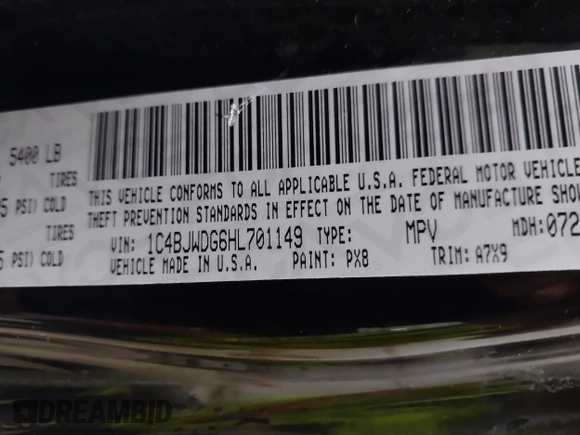 5400 LB
TIRES
5 PSI) COLD
TIRES
5 PSI) COLD
THIS VEHICLE CONFORMS TO ALL APPLICABLE U.S.A. FEDERAL MOTOR VEHICLE
THEFT PREVENTION STANDARDS IN EFFECT ON THE DATE OF MANUFACTURE SHO
VIN: 1C4BJWDG6HL701149 TYPE: MPV MDH: 072
VEHICLE MADE IN U.S.A. PAINT: PX8 TRIM: A7X9
DREAMBID